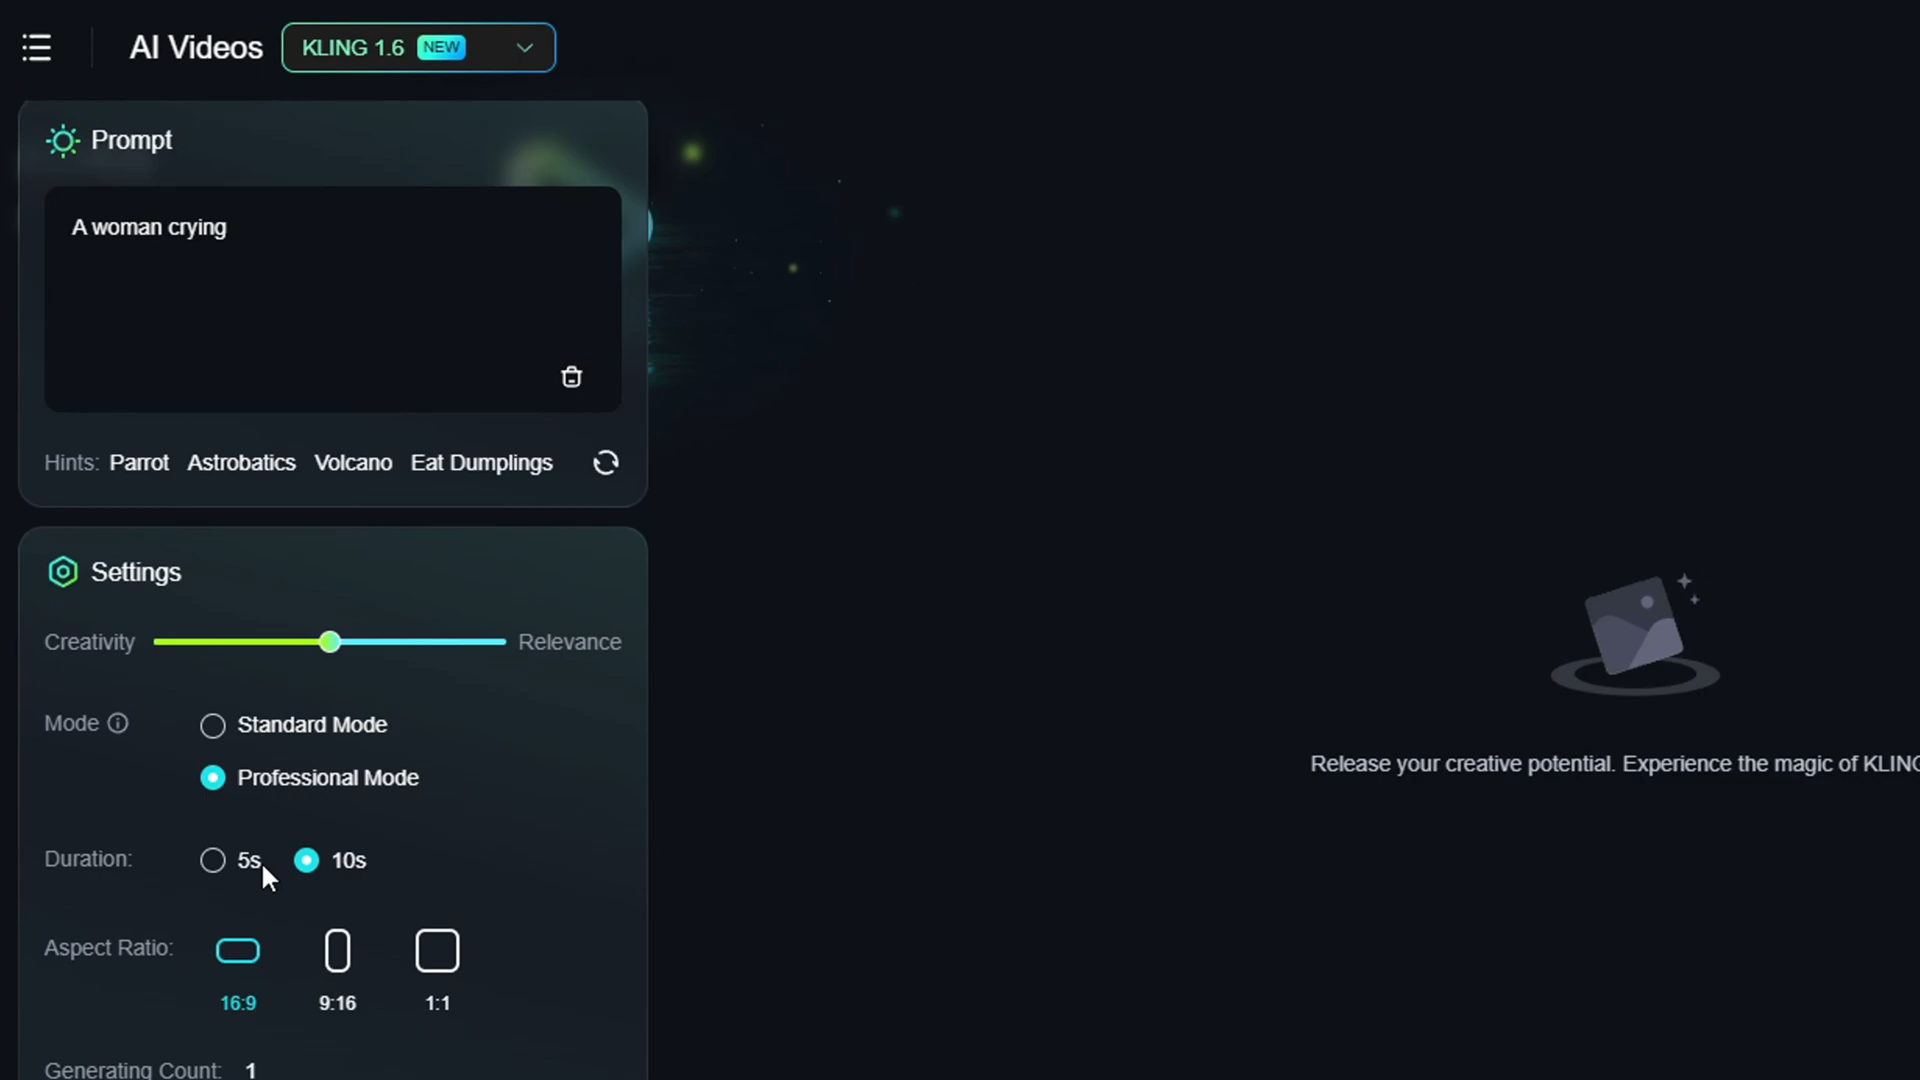 AI Videos KLING 1.6 NEW
Prompt
A woman crying
Hints: Parrot Astrobatics Volcano Eat Dumplings
Settings
Creativity Relevance
Mode Standard Mode
Professional Mode
Duration: 5s 10s
Aspect Ratio:
16:9 9:16 1:1
Generating Count: 1
Release your creative potential. Experience the magic of KLING